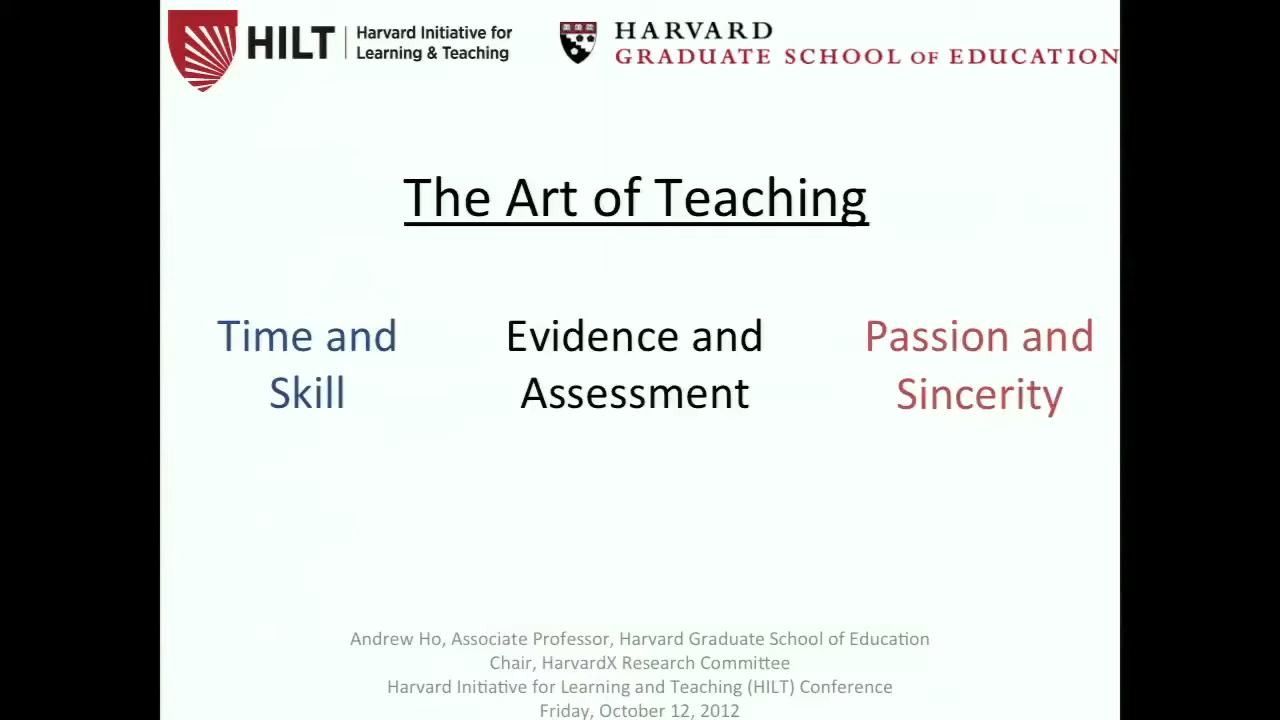 HILT
Harvard Initiative for
Learning & Teaching
HARVARD
GRADUATE SCHOOL OF EDUCATION
The Art of Teaching
Time and
Skill
Evidence and
Assessment
Passion and
Sincerity
Andrew Ho, Associate Professor, Harvard Graduate School of Education
Chair, HarvardX Research Committee
Harvard Initiative for Learning and Teaching (HILT) Conference
Friday, October 12, 2012